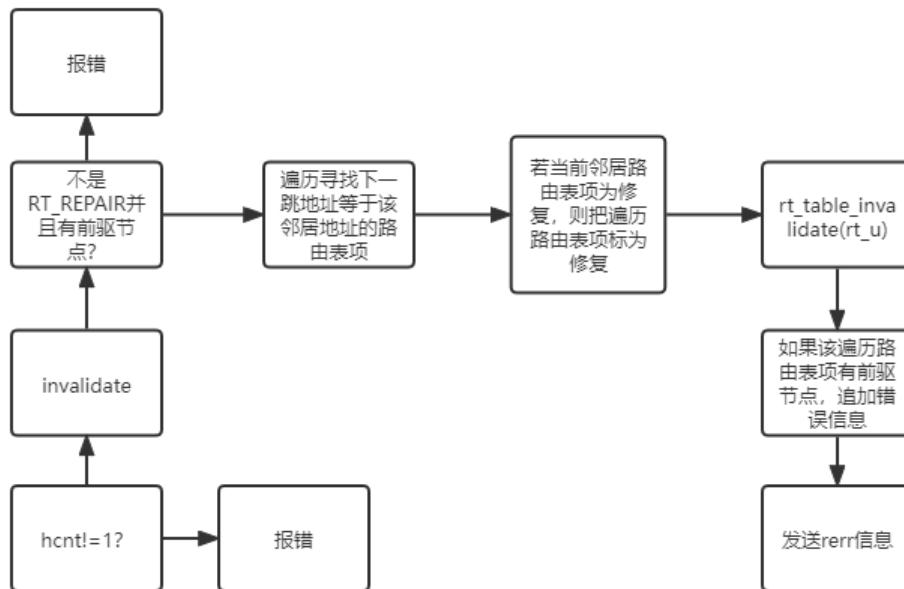 报错
不是
RT_REPAIR并
且有前驱节
点?
遍历寻找下一
跳地址等于该
邻居地址的路
由表项
若当前邻居路
由表项为修
复，则把遍历
路由表项标为
修复
rt_table_inva
lidate(rt_u)
invalidate
如果该遍历路
由表项有前驱
节点，追加错
误信息
hcnt!=1?
报错
发送rerr信息